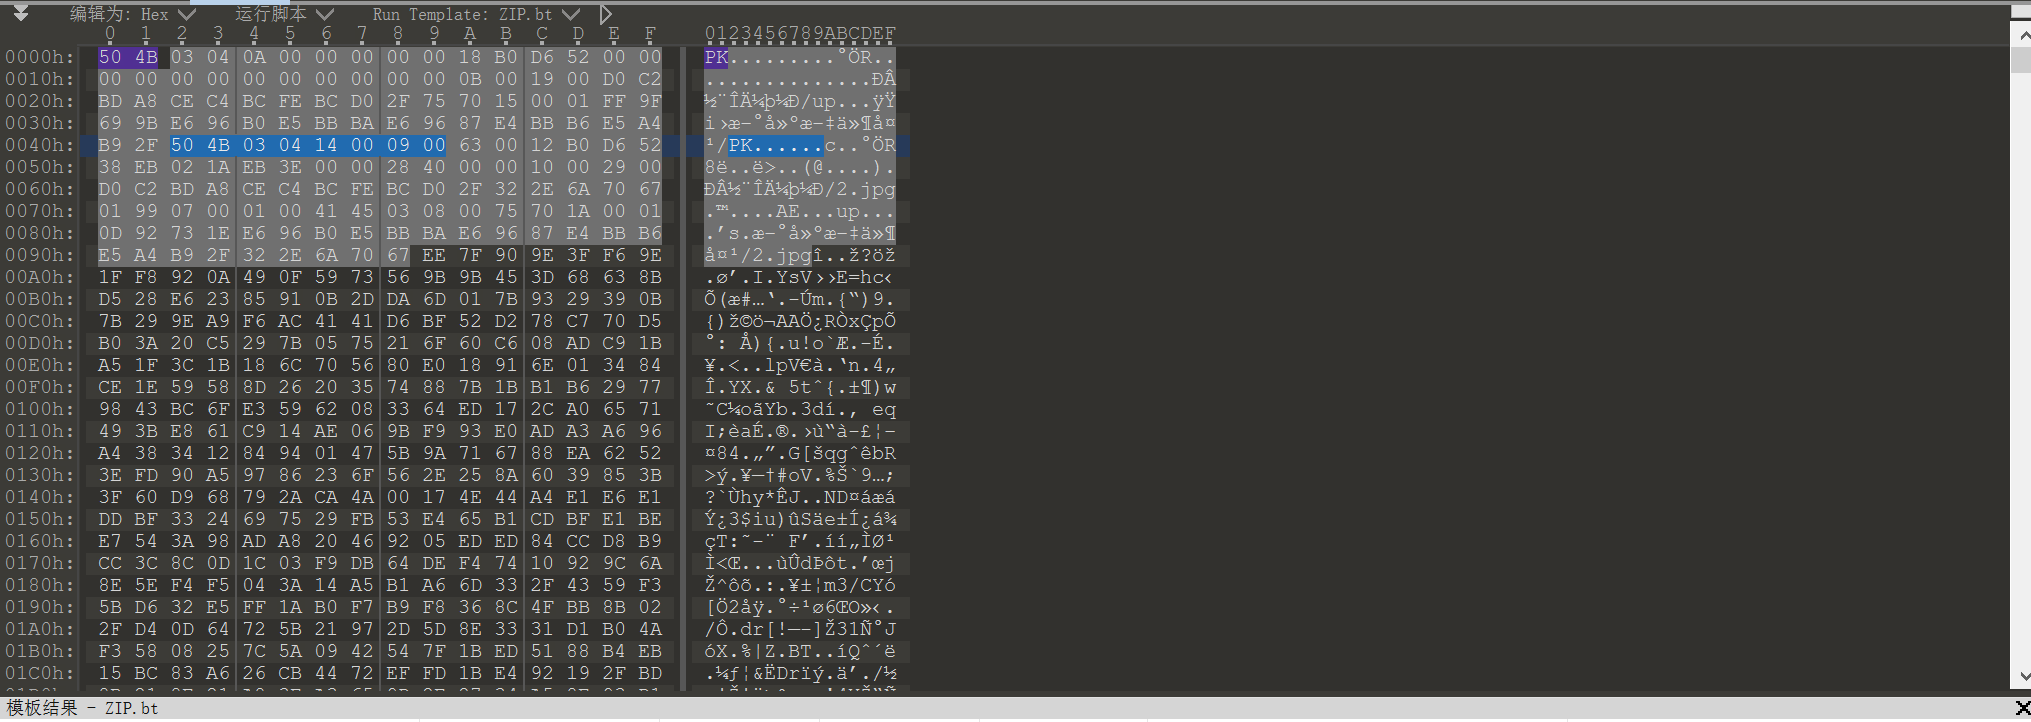 编辑为: Hex 运行脚本 Run Template: ZIP.bt
0 1 2 3 4 5 6 7 8 9 A B C D E F 0123456789ABCDEF
0000h: 50 4B 03 04 0A 00 00 00 00 00 18 B0 D6 52 00 00 PK.........°ÖR..
0010h: 00 00 00 00 00 00 00 00 00 00 0B 00 19 00 D0 C2 ..............ÐÂ
0020h: BD A8 CE C4 BC FE BC D0 2F 75 70 15 00 01 FF 9F ½¨ÎÄ¼þ¼Ð/up...ÿŸ
0030h: 69 9B E6 96 B0 E5 BB BA E6 96 87 E4 BB B6 E5 A4 i›æ–°å»ºæ–‡ä»¶å¤
0040h: B9 2F 50 4B 03 04 14 00 09 00 63 00 12 B0 D6 52 ¹/PK......c..°ÖR
0050h: 38 EB 02 1A EB 3E 00 00 28 40 00 00 10 00 29 00 8ë..ë>..(@....).
0060h: D0 C2 BD A8 CE C4 BC FE BC D0 2F 32 2E 6A 70 67 ÐÂ½¨ÎÄ¼þ¼Ð/2.jpg
0070h: 01 99 07 00 01 00 41 45 03 08 00 75 70 1A 00 01 .™....AE...up...
0080h: 0D 92 73 1E E6 96 B0 E5 BB BA E6 96 87 E4 BB B6 .’s.æ–°å»ºæ–‡ä»¶
0090h: E5 A4 B9 2F 32 2E 6A 70 67 EE 7F 90 9E 3F F6 9E å¤¹/2.jpgî..ž?öž
00A0h: 1F F8 92 0A 49 0F 59 73 56 9B 9B 45 3D 68 63 8B .ø’.I.YsV››E=hc‹
00B0h: D5 28 E6 23 85 91 0B 2D DA 6D 01 7B 93 29 39 0B Õ(æ#…‘.-Úm.{“)9.
00C0h: 7B 29 9E A9 F6 AC 41 41 D6 BF 52 D2 78 C7 70 D5 {)ž©ö¬AAÖ¿RÒxÇpÕ
00D0h: B0 3A 20 C5 29 7B 05 75 21 6F 60 C6 08 AD C9 1B °: Å){.u!o`Æ.-É.
00E0h: A5 1F 3C 1B 18 6C 70 56 80 E0 18 91 6E 01 34 84 ¥.<..lpV€à.‘n.4„
00F0h: CE 1E 59 58 8D 26 20 35 74 88 7B 1B B1 B6 29 77 Î.YX.& 5tˆ{.±¶)w
0100h: 98 43 BC 6F E3 59 62 08 33 64 ED 17 2C A0 65 71 ˜C¼oãYb.3dí., eq
0110h: 49 3B E8 61 C9 14 AE 06 9B F9 93 E0 AD A3 A6 96 I;èaÉ.®.›ù“à-£¦–
0120h: A4 38 34 12 84 94 01 47 5B 9A 71 67 88 EA 62 52 ¤84.„”.G[šqgˆêbR
0130h: 3E FD 90 A5 97 86 23 6F 56 2E 25 8A 60 39 85 3B >ý.¥—†#oV.%Š`9…;
0140h: 3F 60 D9 68 79 2A CA 4A 00 17 4E 44 A4 E1 E6 E1 ?`Ùhy*ÊJ..ND¤áæá
0150h: DD BF 33 24 69 75 29 FB 53 E4 65 B1 CD BF E1 BE Ý¿3$iu)ûSäe±Í¿á¾
0160h: E7 54 3A 98 AD A8 20 46 92 05 ED ED 84 CC D8 B9 çT:˜-¨ F’.íí„ÌØ¹
0170h: CC 3C 8C 0D 1C 03 F9 DB 64 DE F4 74 10 92 9C 6A Ì<Œ...ùÛdÞôt.’œj
0180h: 8E 5E F4 F5 04 3A 14 A5 B1 A6 6D 33 2F 43 59 F3 Ž^ôõ.:.¥±¦m3/CYó
0190h: 5B D6 32 E5 FF 1A B0 F7 B9 F8 36 8C 4F BB 8B 02 [Ö2åÿ.°÷¹ø6ŒO»‹.
01A0h: 2F D4 0D 64 72 5B 21 97 2D 5D 8E 33 31 D1 B0 4A /Ô.dr[!—-]Ž31Ñ°J
01B0h: F3 58 08 25 7C 5A 09 42 54 7F 1B ED 51 88 B4 EB óX.%|Z.BT..íQˆ´ë
01C0h: 15 BC 83 A6 26 CB 44 72 EF FD 1B E4 92 19 2F BD .¼ƒ¦&ËDrïý.ä’./½
模板结果 - ZIP.bt